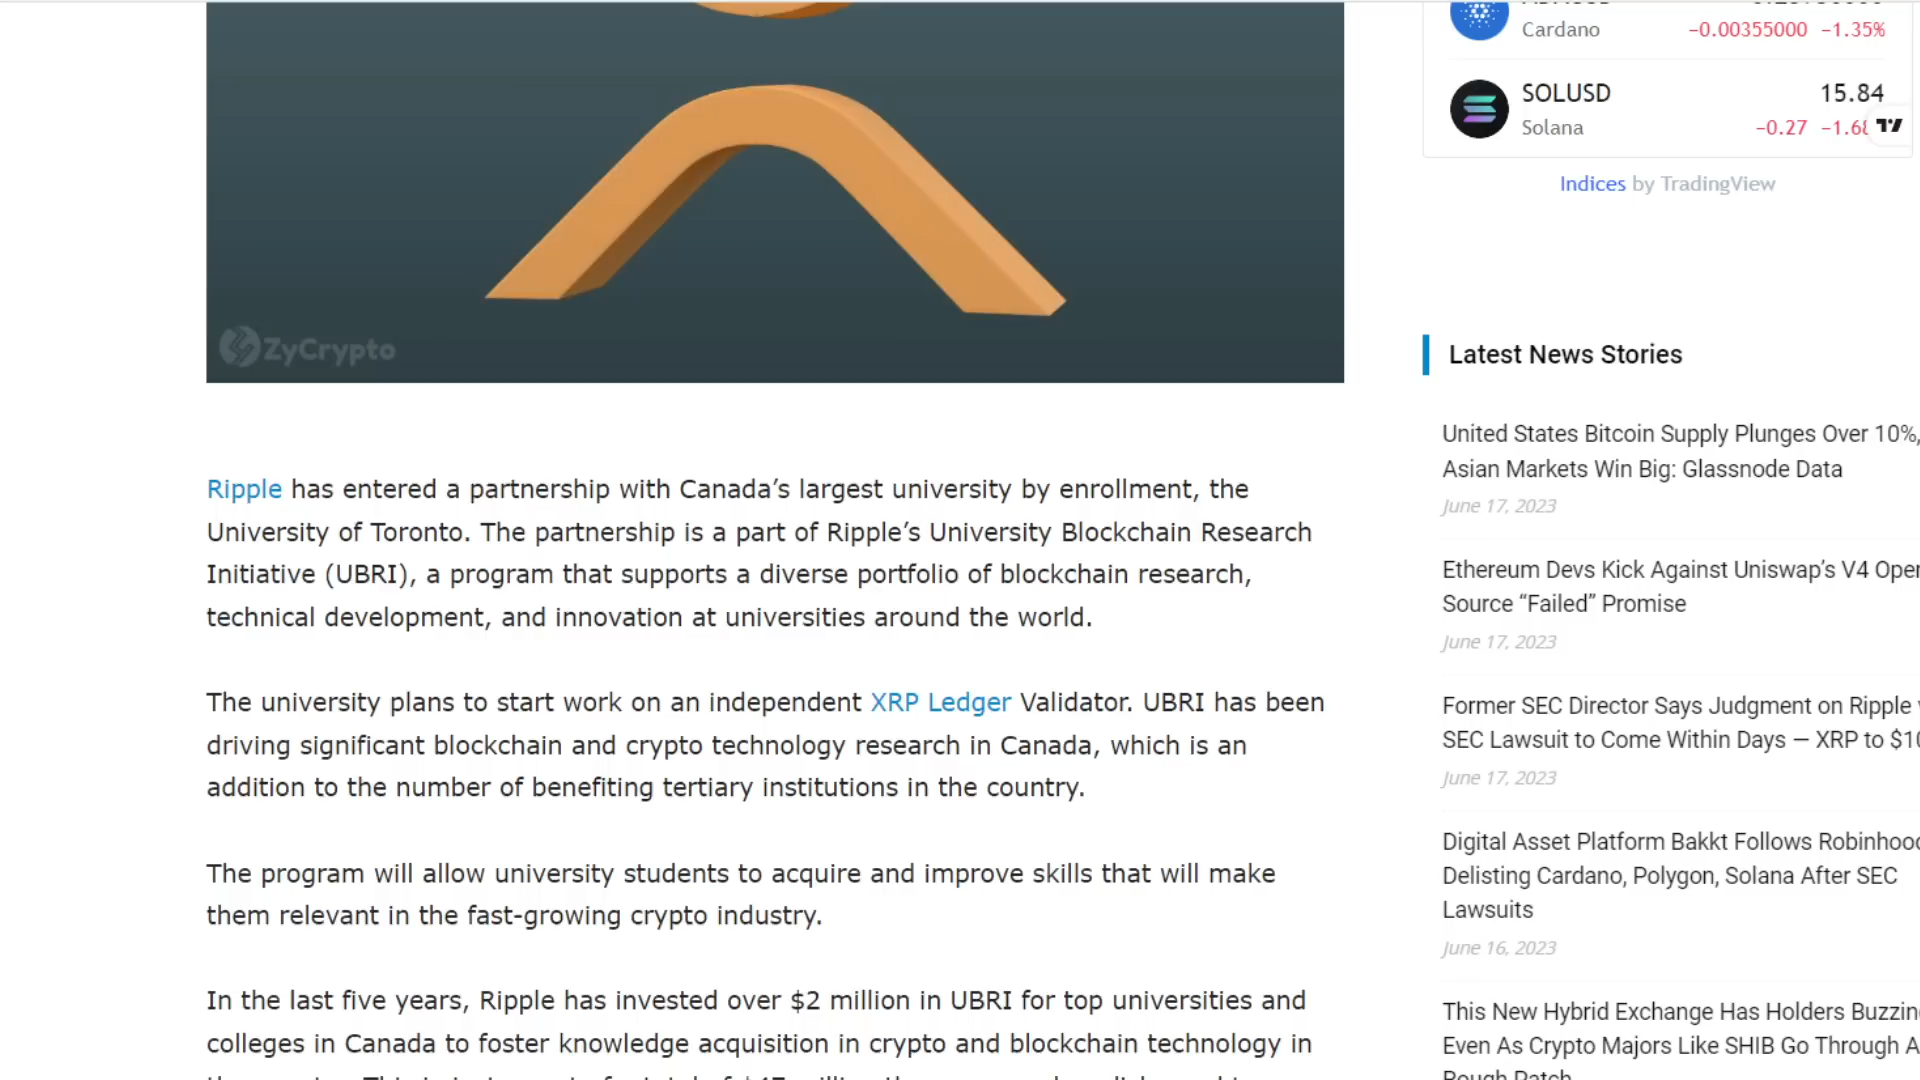 ZyCrypto
Ripple has entered a partnership with Canada’s largest university by enrollment, the
University of Toronto. The partnership is a part of Ripple’s University Blockchain Research
Initiative (UBRI), a program that supports a diverse portfolio of blockchain research,
technical development, and innovation at universities around the world.
The university plans to start work on an independent XRP Ledger Validator. UBRI has been
driving significant blockchain and crypto technology research in Canada, which is an
addition to the number of benefiting tertiary institutions in the country.
The program will allow university students to acquire and improve skills that will make
them relevant in the fast-growing crypto industry.
In the last five years, Ripple has invested over $2 million in UBRI for top universities and
colleges in Canada to foster knowledge acquisition in crypto and blockchain technology in
Cardano −0.00355000 −1.35%
SOLUSD 15.84
Solana −0.27
Indices by TradingView
Latest News Stories
United States Bitcoin Supply Plunges Over 10%,
Asian Markets Win Big: Glassnode Data
June 17, 2023
Ethereum Devs Kick Against Uniswap’s V4 Open
Source “Failed” Promise
June 17, 2023
Former SEC Director Says Judgment on Ripple
SEC Lawsuit to Come Within Days — XRP to
June 17, 2023
Digital Asset Platform Bakkt Follows Robinhood
Delisting Cardano, Polygon, Solana After SEC
Lawsuits
June 16, 2023
This New Hybrid Exchange Has Holders Buzzin
Even As Crypto Majors Like SHIB Go Through A
Rough Patch